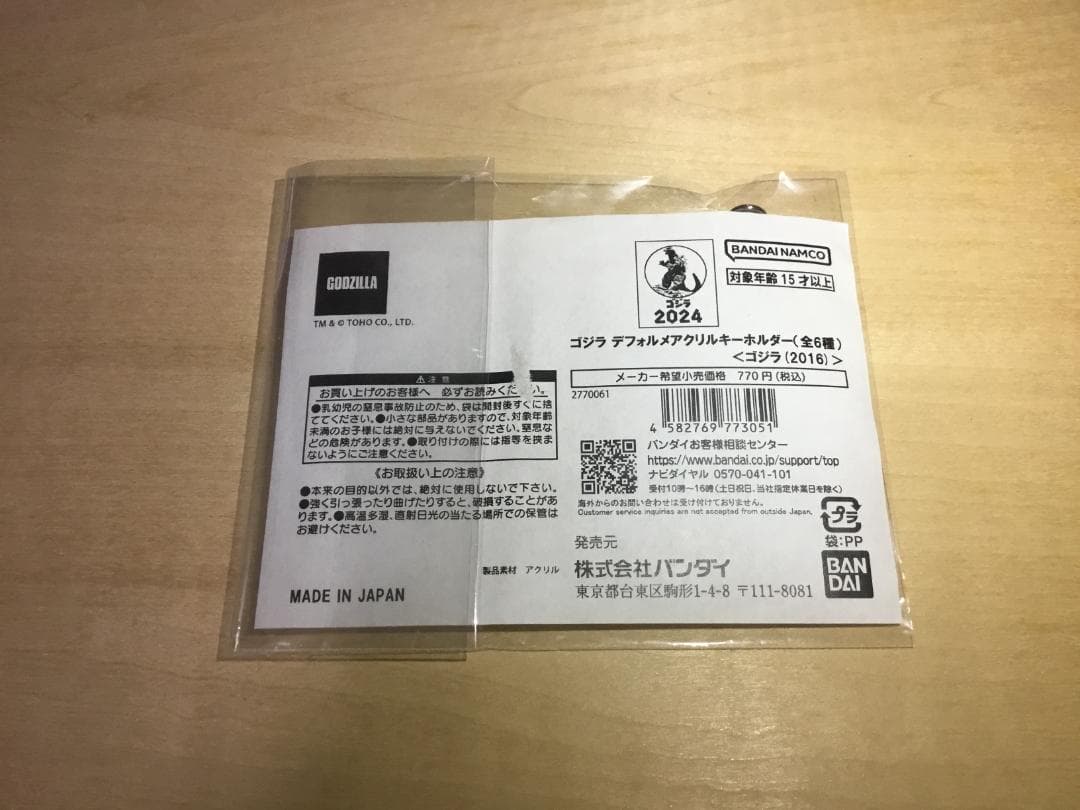 GODZILLA
TM & © TOHO CO., LTD.
ゴジラ
2024
BANDAI NAMCO
対象年齢 15才以上
ゴジラ デフォルメアクリルキーホルダー(全6種)
<ゴジラ(2016)>
メーカー希望小売価格 770円(税込)
2770061
4 582769 773051
⚠注意
お買い上げのお客様へ 必ずお読みください。
●乳幼児の窒息事故防止のため、袋は開封後すぐに捨
ててください。●小さな部品がありますので、対象年齢
未満のお子様には絶対に与えないでください。窒息な
どの危険があります。●取り付けの際には指等を挟ま
ないようにご注意ください。
《お取扱い上の注意》
●本来の目的以外では、絶対に使用しないで下さい。
●強く引っ張ったり曲げたりすると、破損することがあ
ります。●高温多湿、直射日光の当たる場所での保管は
お避けください。
製品素材 アクリル
MADE IN JAPAN
バンダイお客様相談センター
https://www.bandai.co.jp/support/top
ナビダイヤル 0570-041-101
受付10時~16時(土日祝日、当社指定休業日を除く)
海外からのお問い合わせは受け付けておりません。
Customer service inquiries are not accepted from outside Japan.
プラ
袋:PP
発売元
株式会社バンダイ
東京都台東区駒形1-4-8 〒111-8081
BAN
DAI